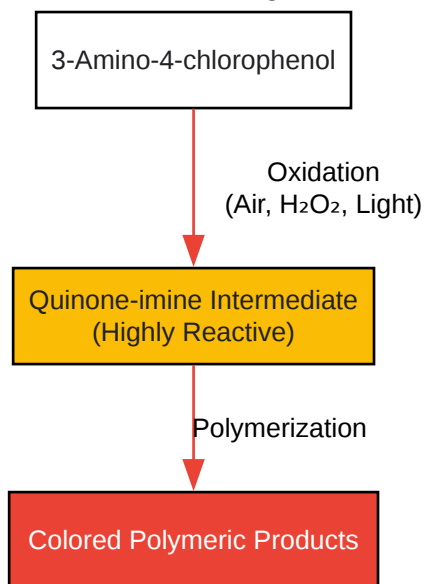 3-Amino-4-chlorophenol
Oxidation
(Air, H₂O₂, Light)
Quinone-imine Intermediate
(Highly Reactive)
Polymerization
Colored Polymeric Products